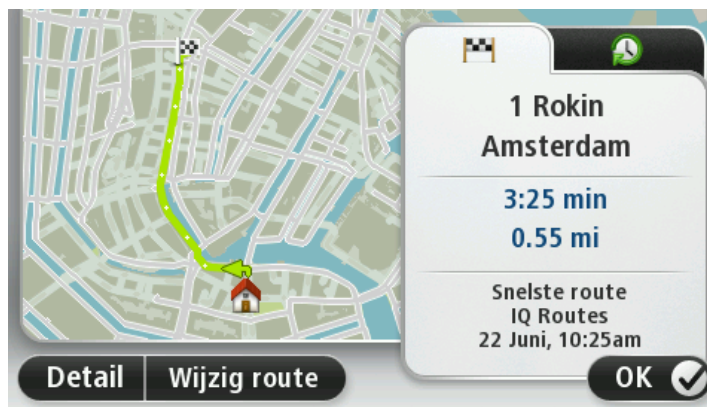 1 Rokin
Amsterdam
3:25 min
0.55 mi
Snelste route
IQ Routes
22 Juni, 10:25am
Detail
Wijzig route
OK